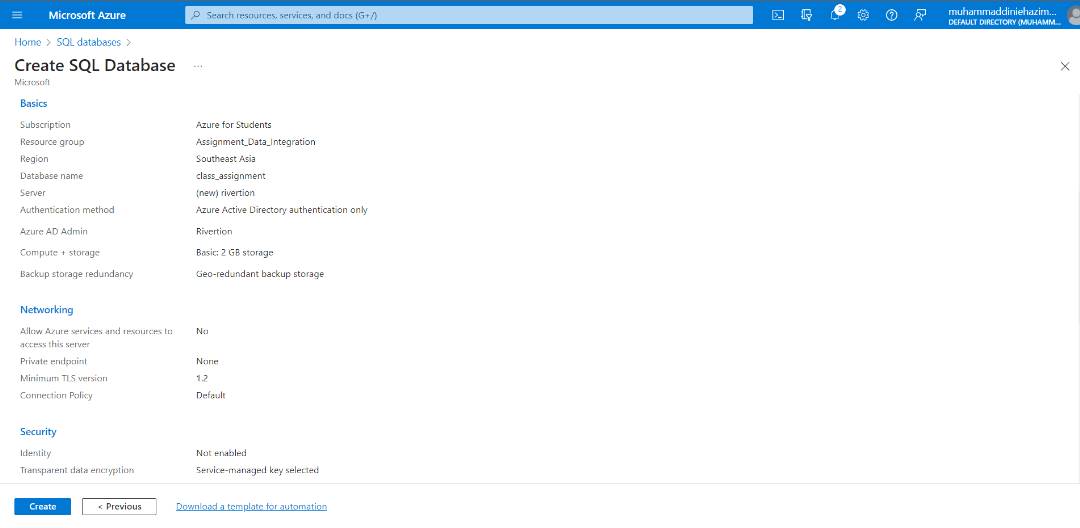 Microsoft Azure
Search resources, services, and docs (G+/)
2
muhammaddiniehazim...
DEFAULT DIRECTORY (MUHAMM...
Home > SQL databases >
Create SQL Database ...
Microsoft
Basics
Subscription Azure for Students
Resource group Assignment_Data_Integration
Region Southeast Asia
Database name class_assignment
Server (new) rivertion
Authentication method Azure Active Directory authentication only
Azure AD Admin Rivertion
Compute + storage Basic: 2 GB storage
Backup storage redundancy Geo-redundant backup storage
Networking
Allow Azure services and resources to No
access this server
Private endpoint None
Minimum TLS version 1.2
Connection Policy Default
Security
Identity Not enabled
Transparent data encryption Service-managed key selected
Create < Previous Download a template for automation